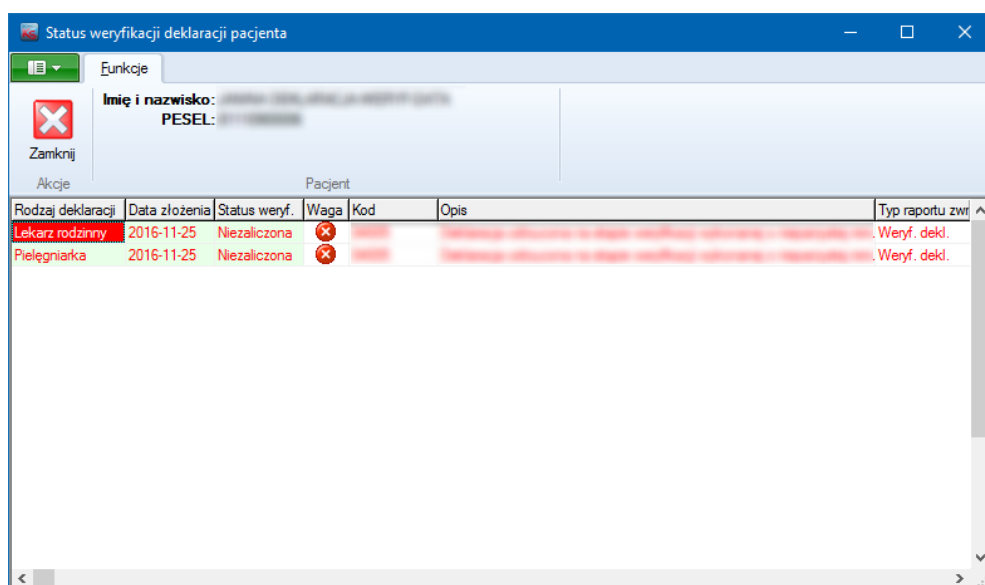 Status weryfikacji deklaracji pacjenta
Funkcje
Imię i nazwisko:
PESEL:
Zamknij
Akcje
Pacjent
Rodzaj deklaracji Data złożenia Status weryf. Waga Kod Opis Typ raportu zwr
Lekarz rodzinny 2016-11-25 Niezaliczona Weryf. dekl.
Pielęgniarka 2016-11-25 Niezaliczona Weryf. dekl.